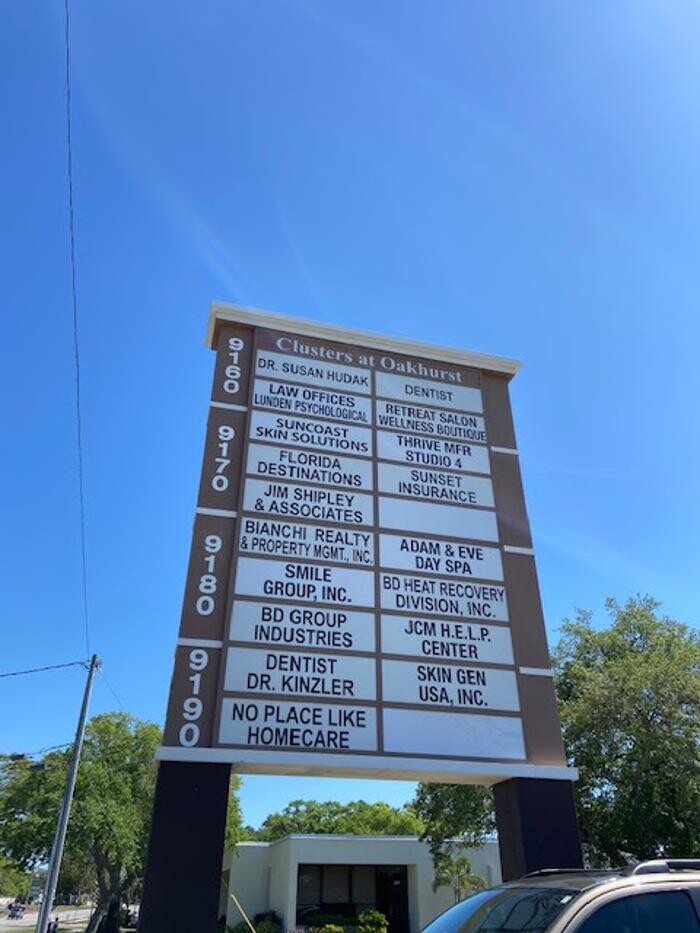 Clusters at Oakhurst
9160
DR. SUSAN HUDAK
DENTIST
LAW OFFICES
LUNDEN PSYCHOLOGICAL
RETREAT SALON
WELLNESS BOUTIQUE
9170
SUNCOAST
SKIN SOLUTIONS
THRIVE MFR
STUDIO 4
FLORIDA
DESTINATIONS
SUNSET
INSURANCE
JIM SHIPLEY
& ASSOCIATES
9180
BIANCHI REALTY
& PROPERTY MGMT., INC.
ADAM & EVE
DAY SPA
SMILE
GROUP, INC.
BD HEAT RECOVERY
DIVISION, INC.
BD GROUP
INDUSTRIES
JCM H.E.L.P.
CENTER
9190
DENTIST
DR. KINZLER
SKIN GEN
USA, INC.
NO PLACE LIKE
HOMECARE